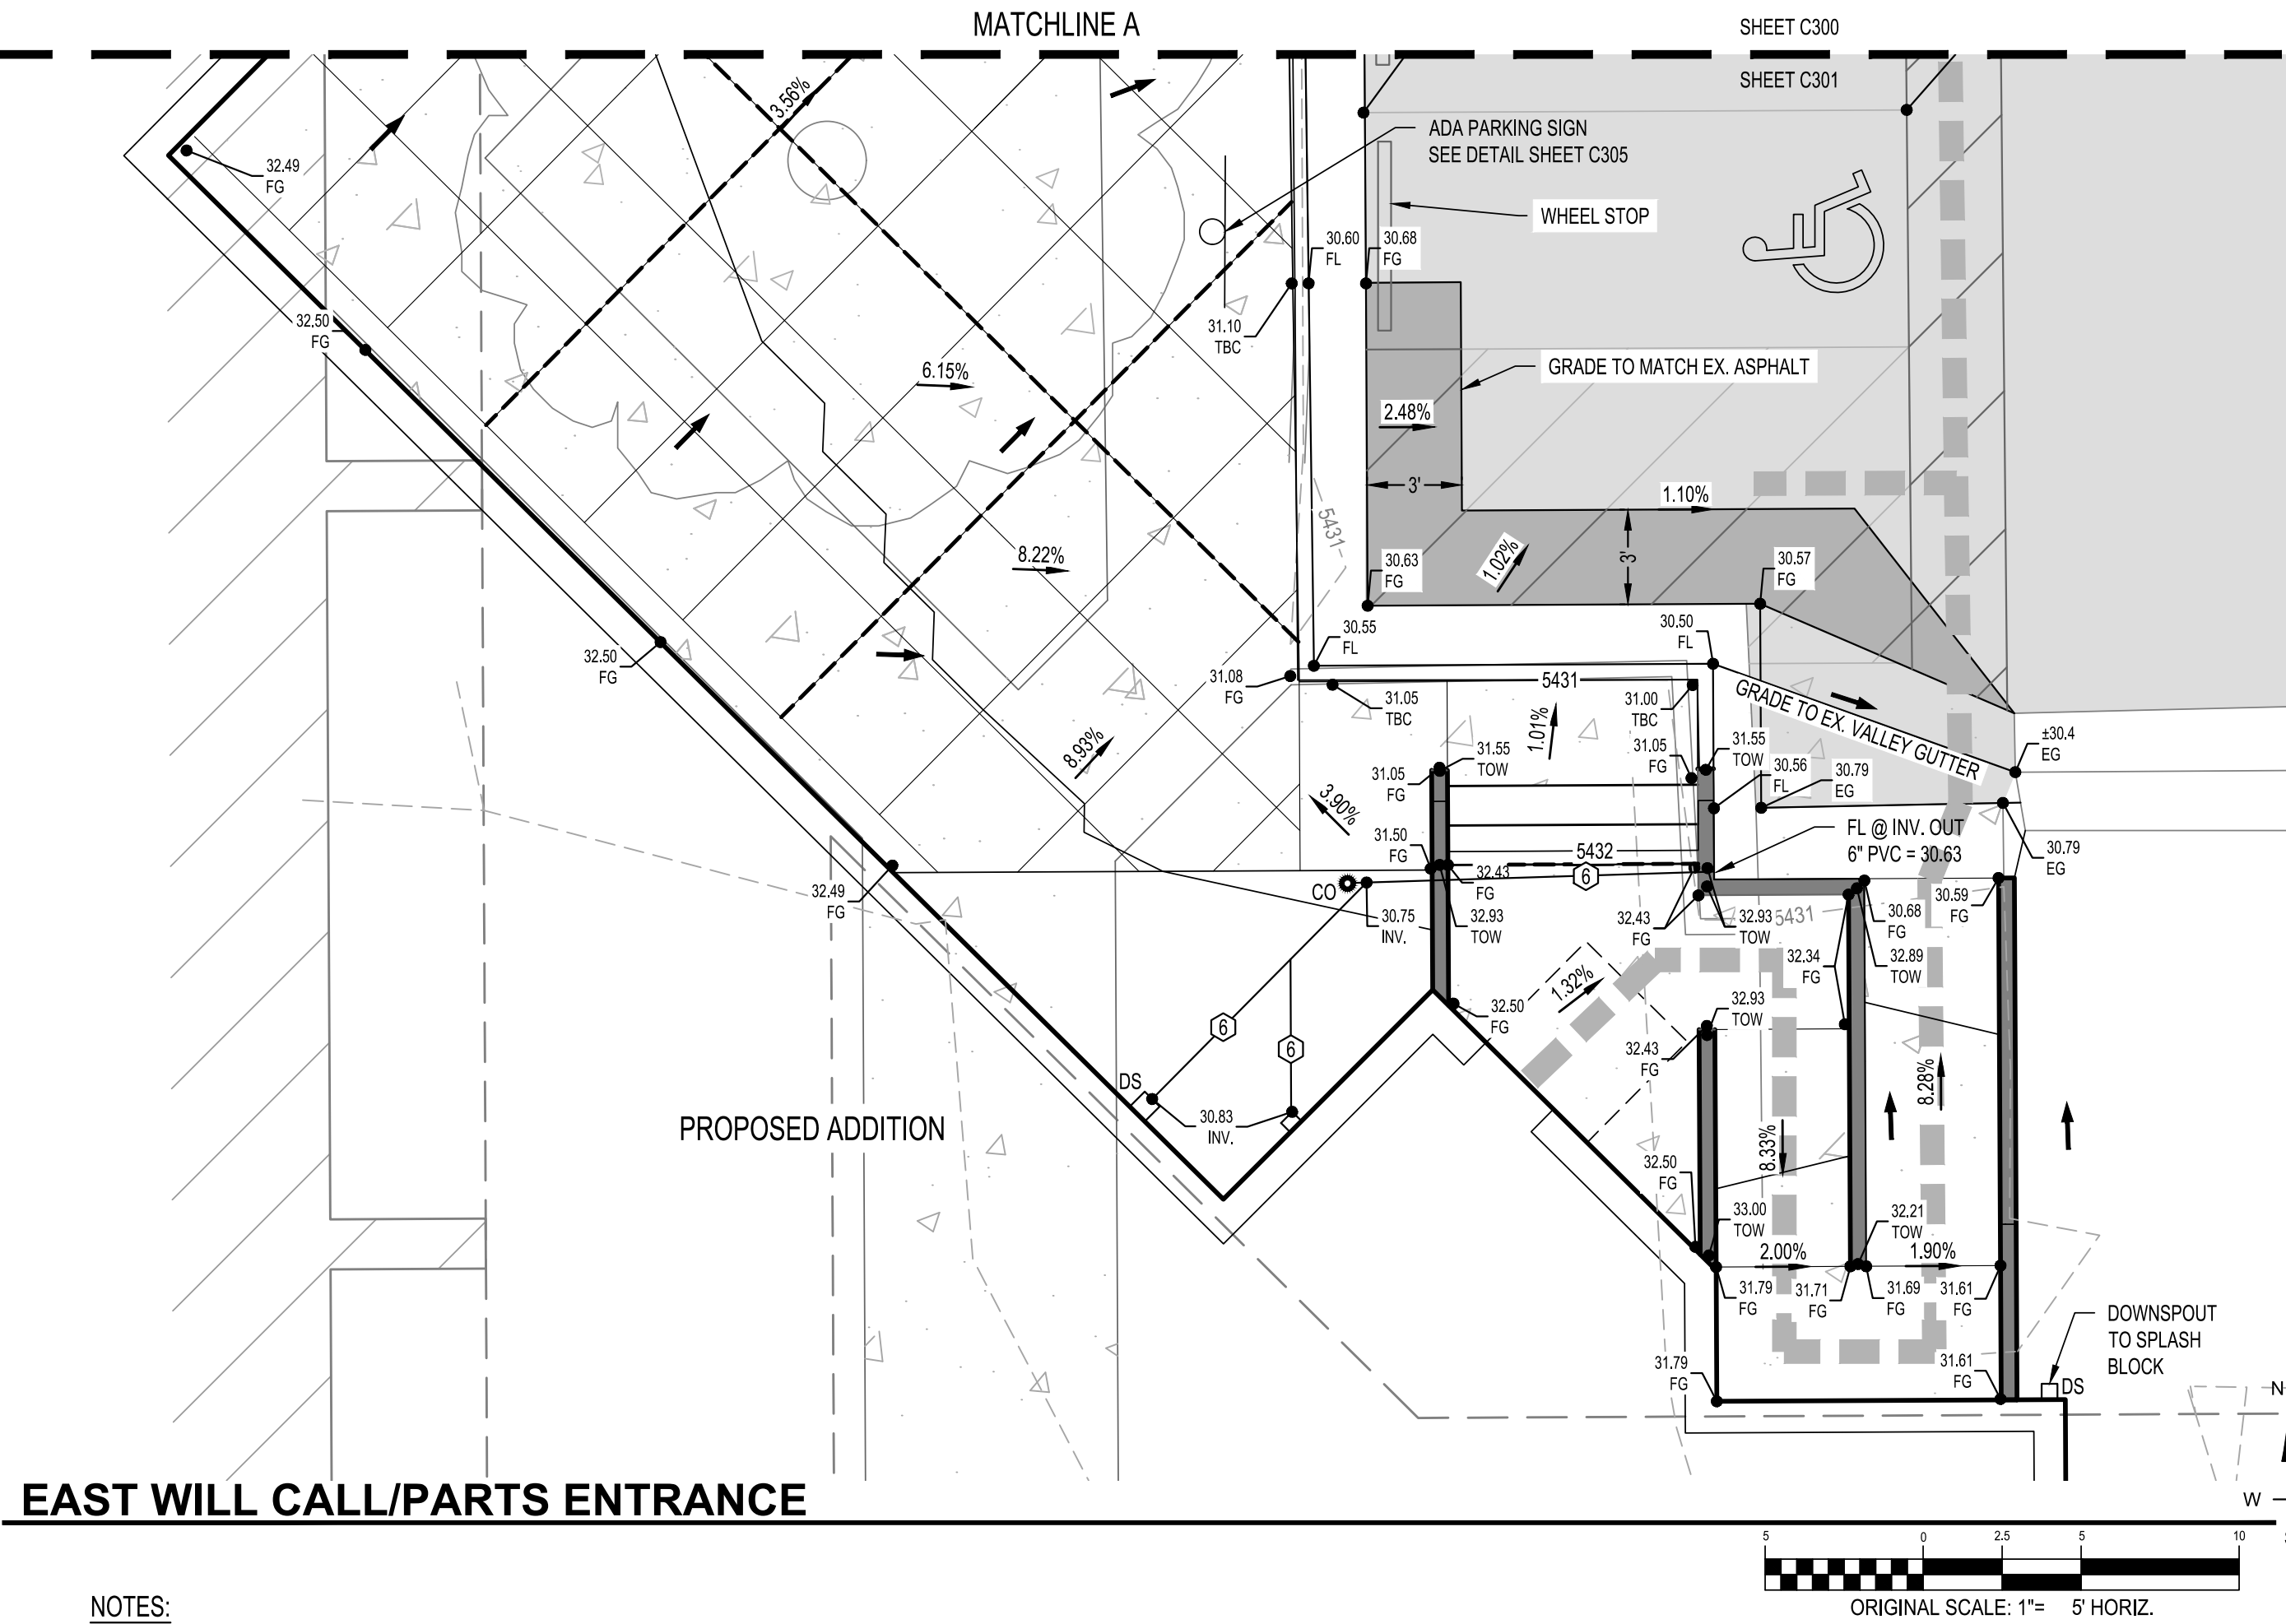 MATCHLINE A
SHEET C300
SHEET C301
3.56%
ADA PARKING SIGN
SEE DETAIL SHEET C305
32.49
FG
WHEEL STOP
30.60
FL
30.68
FG
32.50
FG
31.10
TBC
6.15%
GRADE TO MATCH EX. ASPHALT
2.48%
3'
1.10%
5431
8.22%
1.02%
3'
30.63
FG
30.57
FG
30.55
FL
30.50
FL
32.50
FG
31.08
FG
5431
31.05
TBC
31.00
TBC
GRADE TO EX. VALLEY GUTTER
8.93%
1.01%
±30.4
EG
31.55
TOW
31.05
FG
31.55
TOW
31.05
FG
30.56
FL
30.79
EG
3.90%
31.50
FG
5432
FL @ INV. OUT
6" PVC = 30.63
30.79
EG
32.49
FG
CO
32.43
FG
6
30.75
INV.
32.93
TOW
32.43
FG
32.93
TOW
5431
30.68
FG
30.59
FG
32.34
FG
32.89
TOW
1.32%
32.50
FG
32.93
TOW
6
6
32.43
FG
8.28%
DS
PROPOSED ADDITION
30.83
INV.
8.33%
32.50
FG
33.00
TOW
32.21
TOW
2.00%
1.90%
31.79
FG
31.71
FG
31.69
FG
31.61
FG
DOWNSPOUT
TO SPLASH
BLOCK
31.79
FG
31.61
FG
DS
N
EAST WILL CALL/PARTS ENTRANCE
W
5 0 2.5 5 10
ORIGINAL SCALE: 1"= 5' HORIZ.
NOTES: